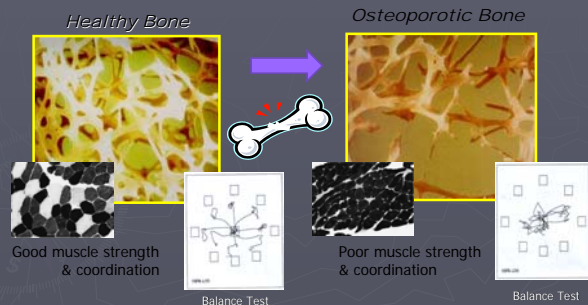 Healthy Bone
Osteoporotic Bone
Good muscle strength
& coordination
Balance Test
Poor muscle strength
& coordination
Balance Test